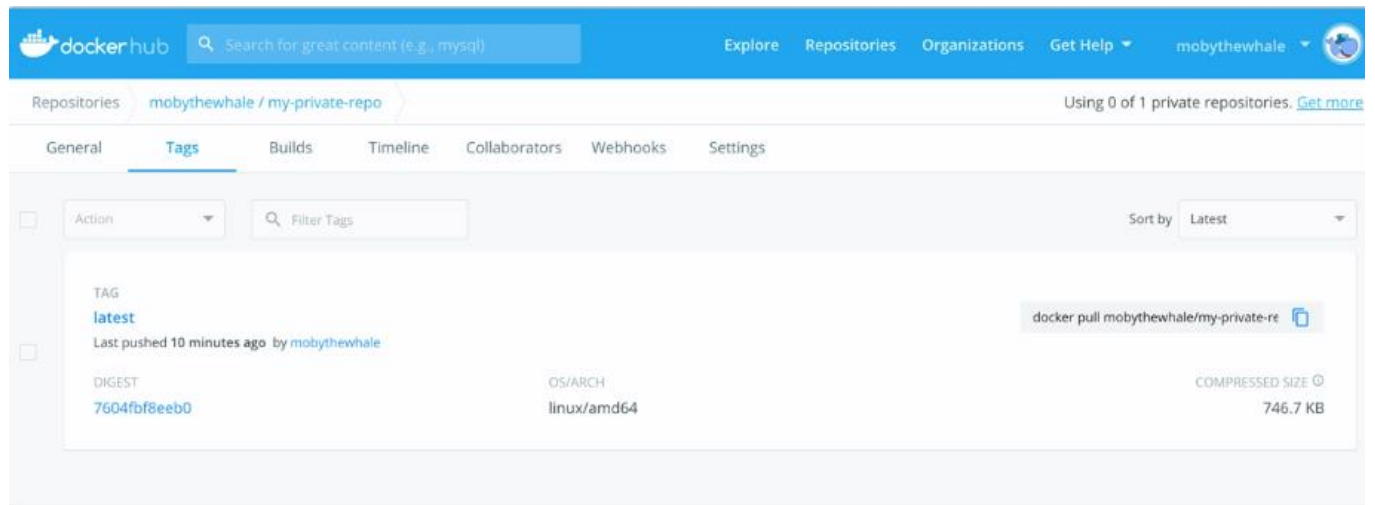 dockerhub Search for great content (e.g., mysql) Explore Repositories Organizations Get Help mobythewhale
Repositories mobythewhale / my-private-repo Using 0 of 1 private repositories. Get more
General Tags Builds Timeline Collaborators Webhooks Settings
Action Filter Tags Sort by Latest
TAG
latest
docker pull mobythewhale/my-private-re
Last pushed 10 minutes ago by mobythewhale
DIGEST OS/ARCH COMPRESSED SIZE
7604fbf8eeb0 linux/amd64 746.7 KB